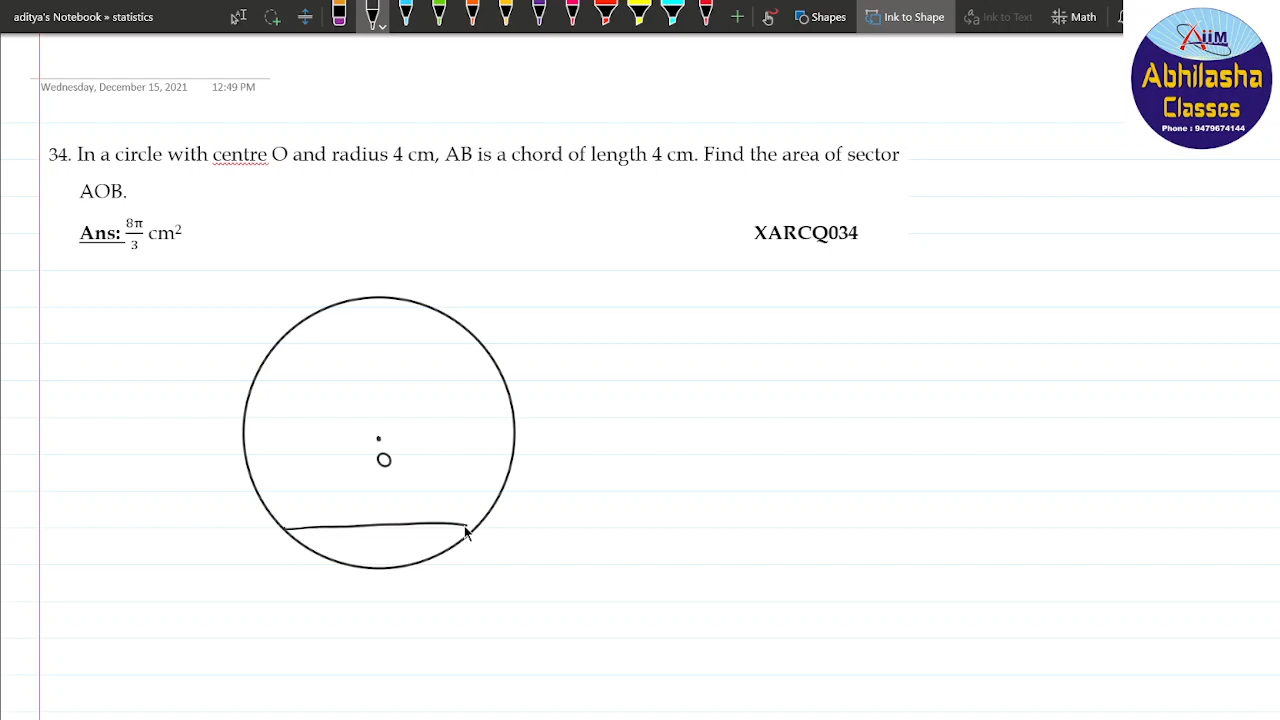 aditya's Notebook » statistics
Shapes
Ink to Shape
Ink to Text
Math
AiiM
Abhilasha
Classes
Phone : 9479674144
Wednesday, December 15, 2021 12:49 PM
34. In a circle with centre O and radius 4 cm, AB is a chord of length 4 cm. Find the area of sector
AOB.
Ans: 8π/3 cm² XARCQ034
O